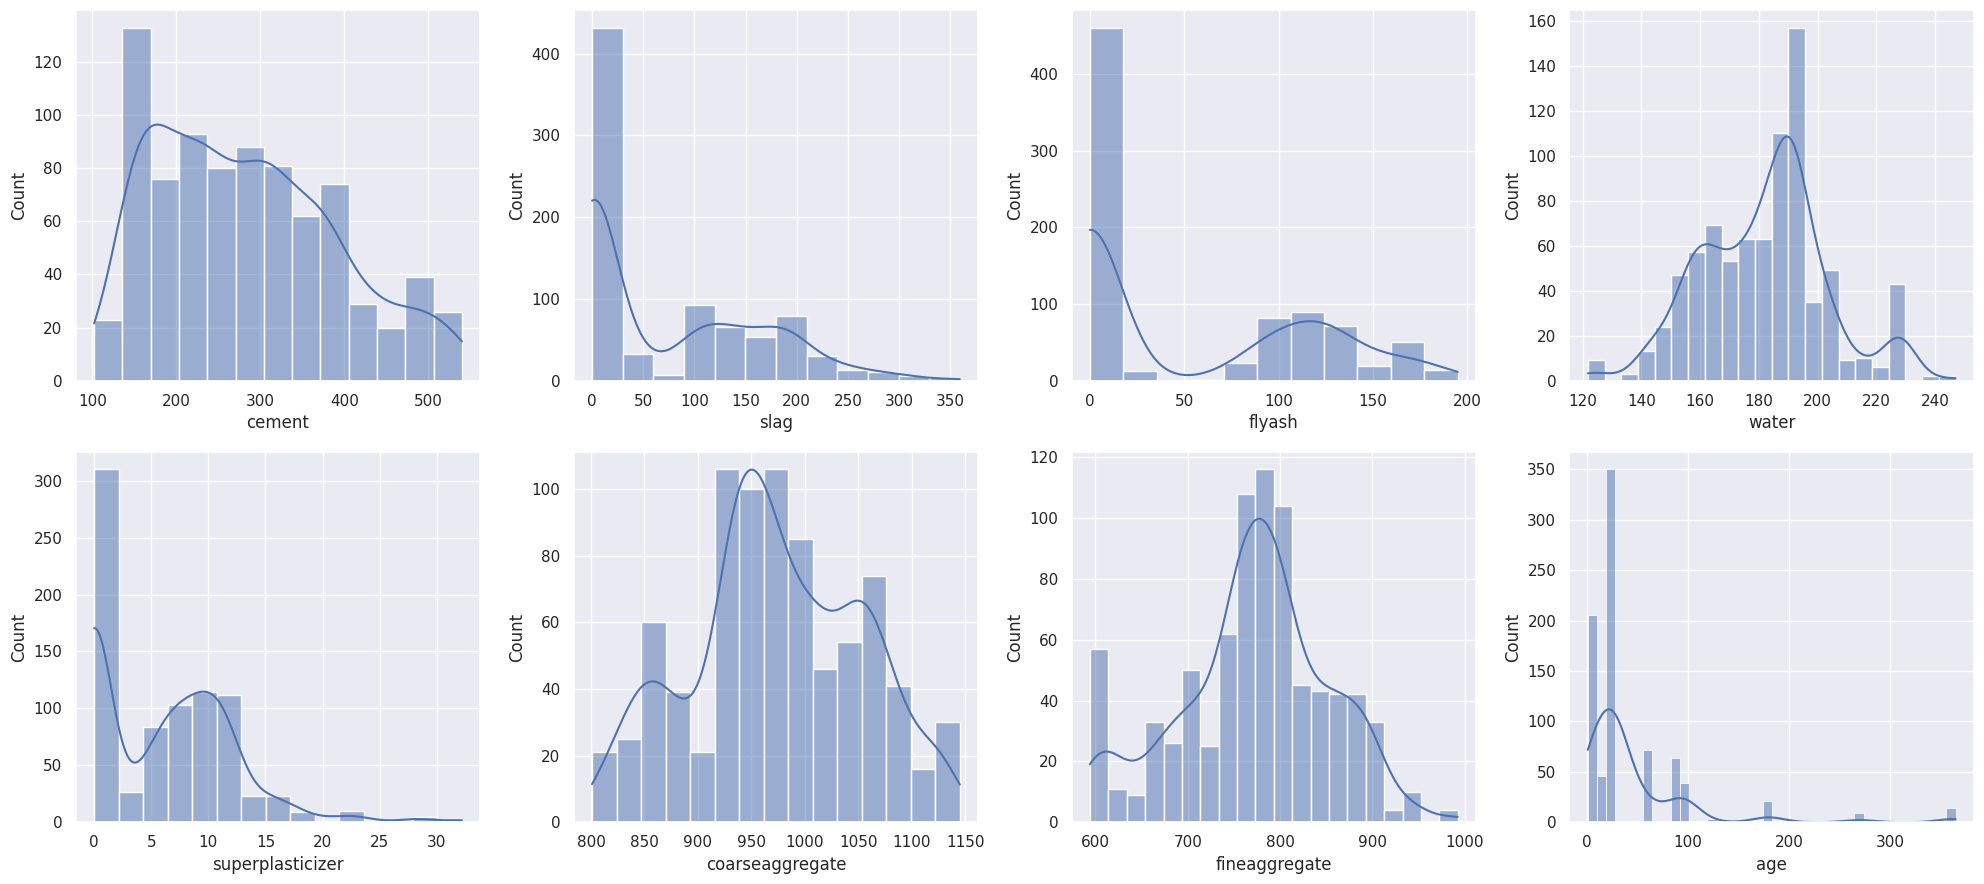 120
100
80
60
40
20
0
Count
100 200 300 400 500
cement
400
300
200
100
0
Count
0 50 100 150 200 250 300 350
slag
400
300
200
100
0
Count
0 50 100 150 200
flyash
160
140
120
100
80
60
40
20
0
Count
120 140 160 180 200 220 240
water
300
250
200
150
100
50
0
Count
0 5 10 15 20 25 30
superplasticizer
100
80
60
40
20
0
Count
800 850 900 950 1000 1050 1100 1150
coarseaggregate
120
100
80
60
40
20
0
Count
600 700 800 900 1000
fineaggregate
350
300
250
200
150
100
50
0
Count
0 100 200 300
age